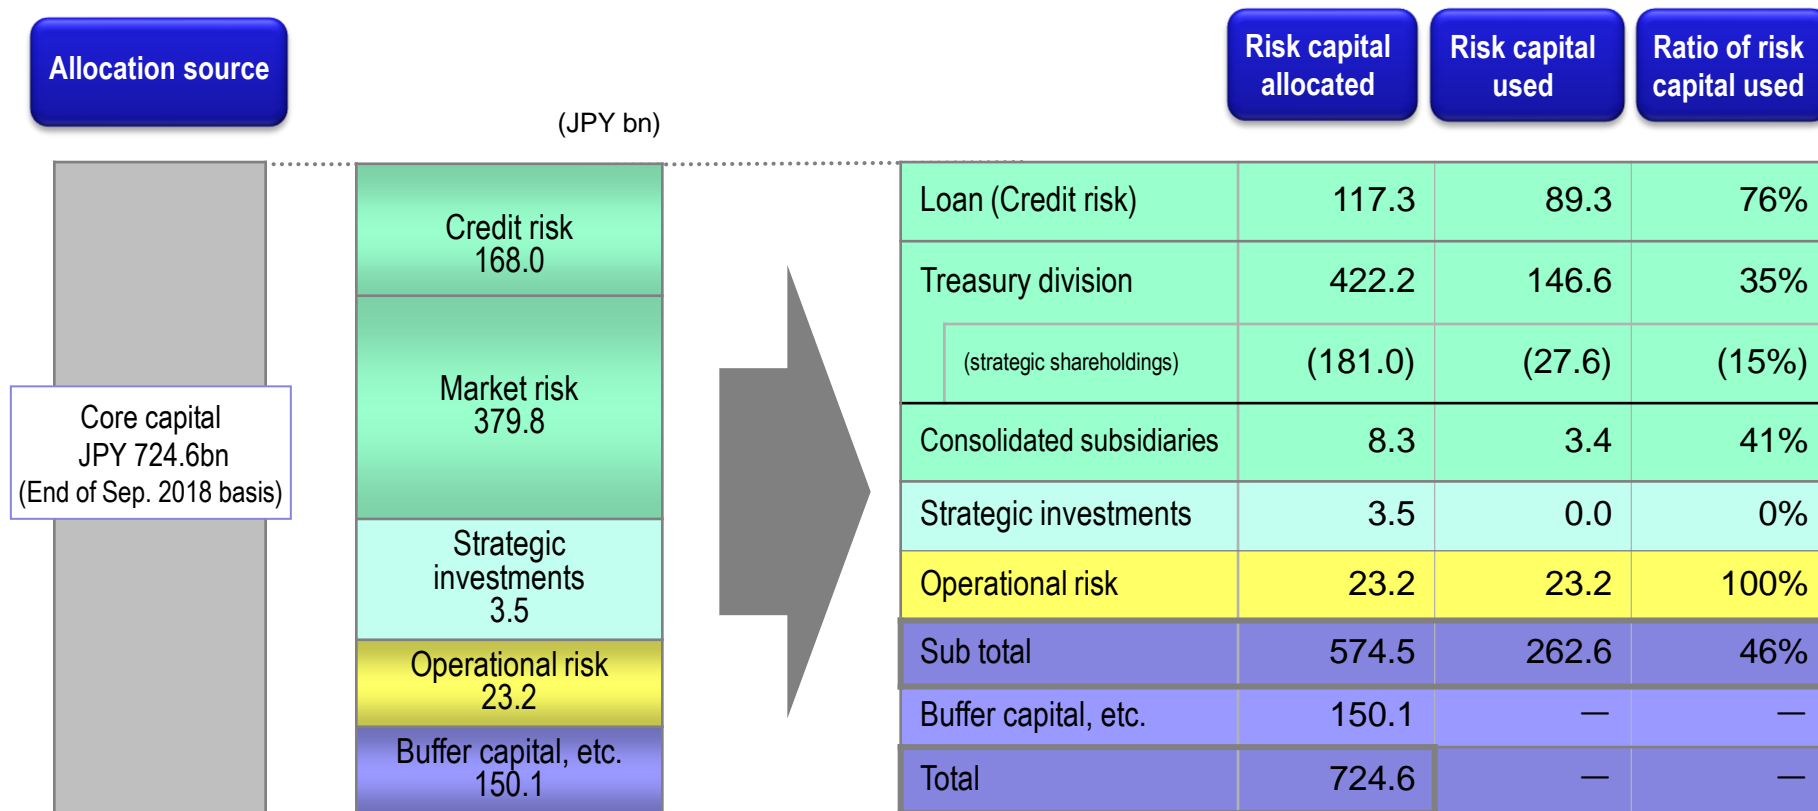 Allocation source
Risk capital
allocated
Risk capital
used
Ratio of risk
capital used
(JPY bn)
Core capital
JPY 724.6bn
(End of Sep. 2018 basis)
Credit risk
168.0
Market risk
379.8
Strategic
investments
3.5
Operational risk
23.2
Buffer capital, etc.
150.1
Loan (Credit risk) 117.3 89.3 76%
Treasury division 422.2 146.6 35%
(strategic shareholdings) (181.0) (27.6) (15%)
Consolidated subsidiaries 8.3 3.4 41%
Strategic investments 3.5 0.0 0%
Operational risk 23.2 23.2 100%
Sub total 574.5 262.6 46%
Buffer capital, etc. 150.1 — —
Total 724.6 — —